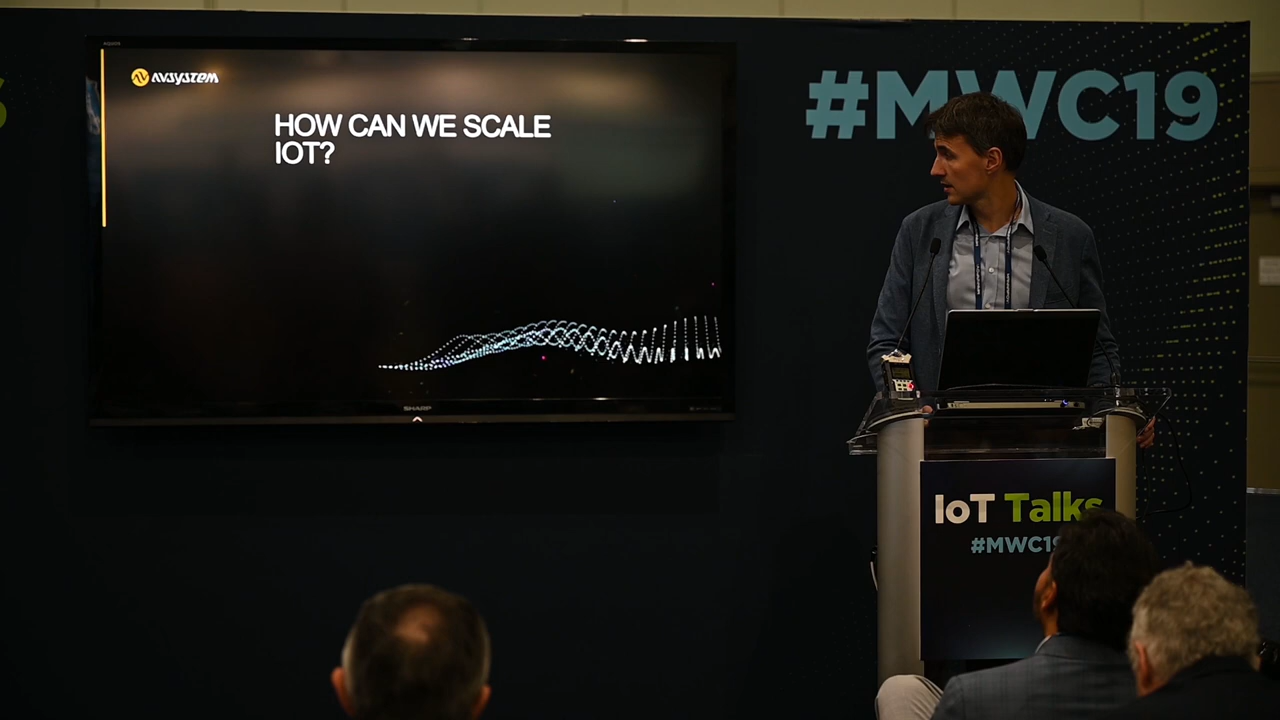 AVSYSTEM
HOW CAN WE SCALE
IOT?
SHARP
#MWC19
IoT Talks
#MWC19